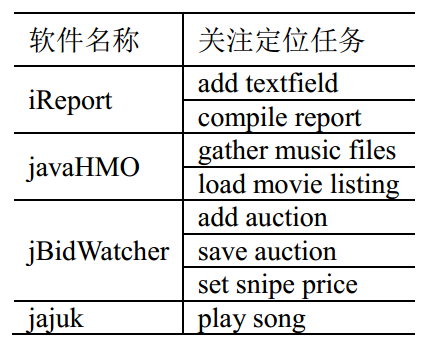 软件名称 关注定位任务
iReport add textfield
compile report
javaHMO gather music files
load movie listing
jBidWatcher add auction
save auction
set snipe price
jajuk play song